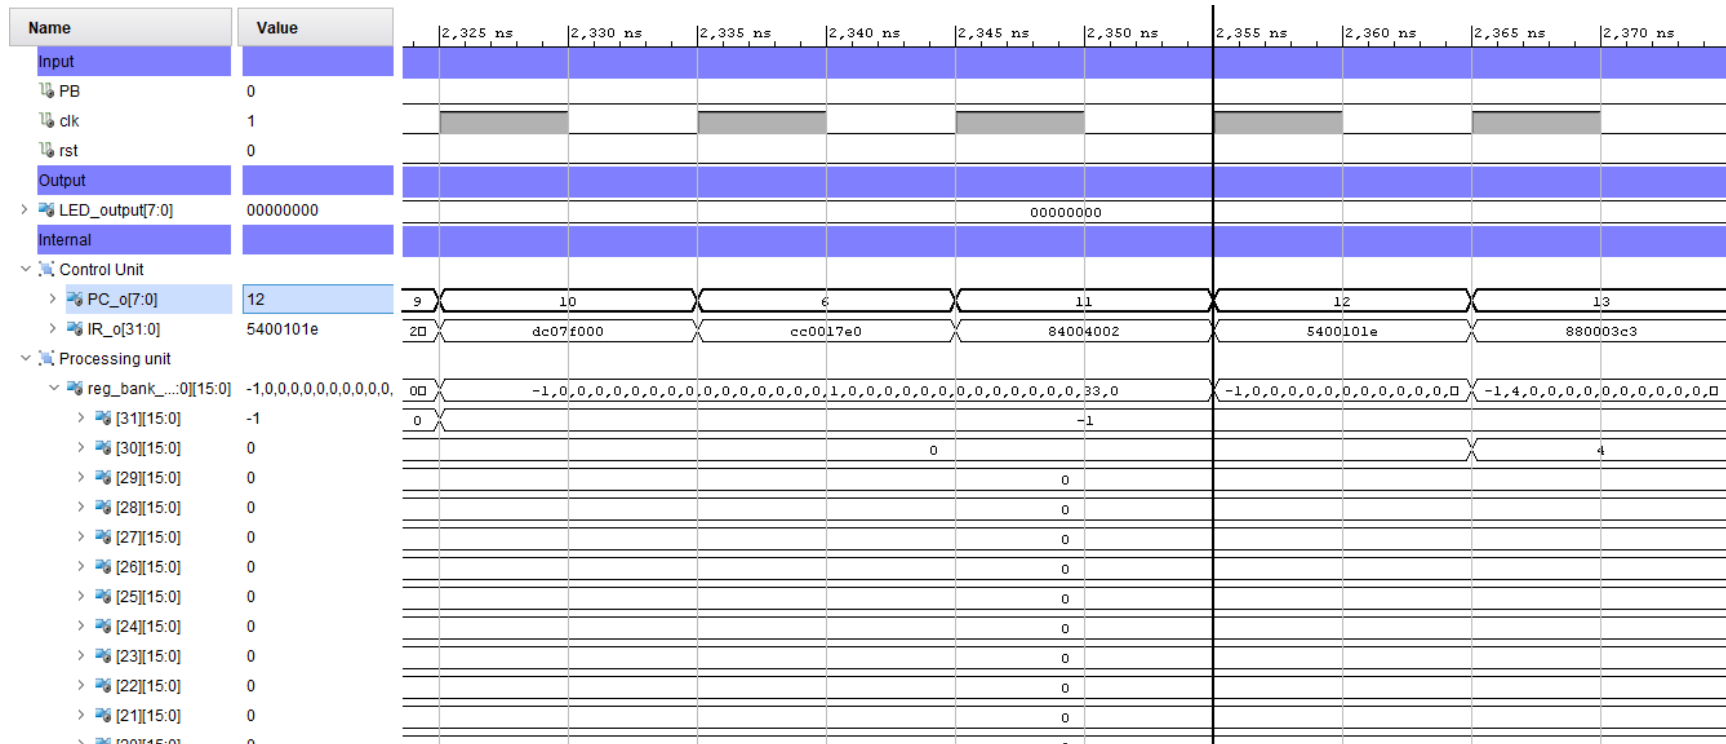 Name Value 2,325 ns 2,330 ns 2,335 ns 2,340 ns 2,345 ns 2,350 ns 2,355 ns 2,360 ns 2,365 ns 2,370 ns
Input
PB 0
clk 1
rst 0
Output
LED_output[7:0] 00000000 00000000
Internal
Control Unit
PC_o[7:0] 12 9 10 6 11 12 13
IR_o[31:0] 5400101e 2 dc07f000 cc0017e0 84004002 5400101e 880003c3
Processing unit
reg_bank_...:0][15:0] -1,0,0,0,0,0,0,0,0,0,0, 0 -1,0,0,0,0,0,0,0,0,0,0,0,0,0,0,0,1,0,0,0,0,0,0,0,0,0,0,0,0,0,33,0 -1,0,0,0,0,0,0,0,0,0,0,0, -1,4,0,0,0,0,0,0,0,0,0,0,
[31][15:0] -1 0 -1
[30][15:0] 0 0 4
[29][15:0] 0 0
[28][15:0] 0 0
[27][15:0] 0 0
[26][15:0] 0 0
[25][15:0] 0 0
[24][15:0] 0 0
[23][15:0] 0 0
[22][15:0] 0 0
[21][15:0] 0 0